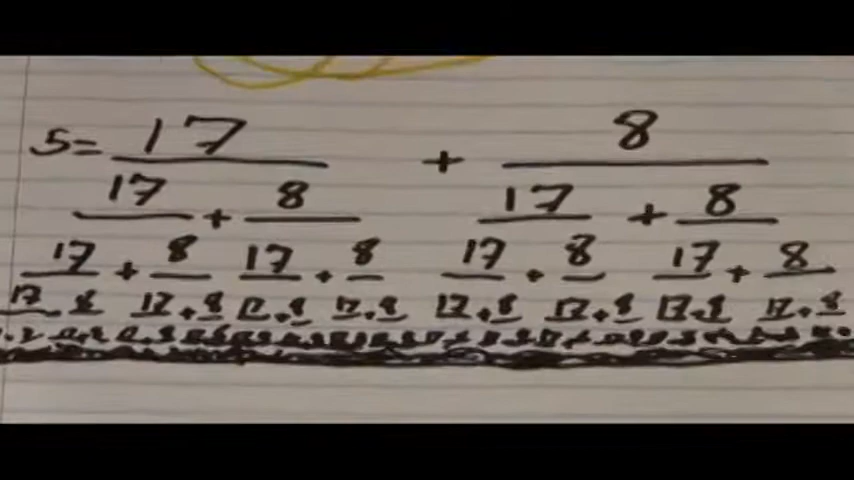 5= 17 + 8
17 + 8 17 + 8
17 + 8 17 + 8 17 + 8 17 + 8
17 + 8 17 + 8 17 + 8 17 + 8 17 + 8 17 + 8 17 + 8 17 + 8